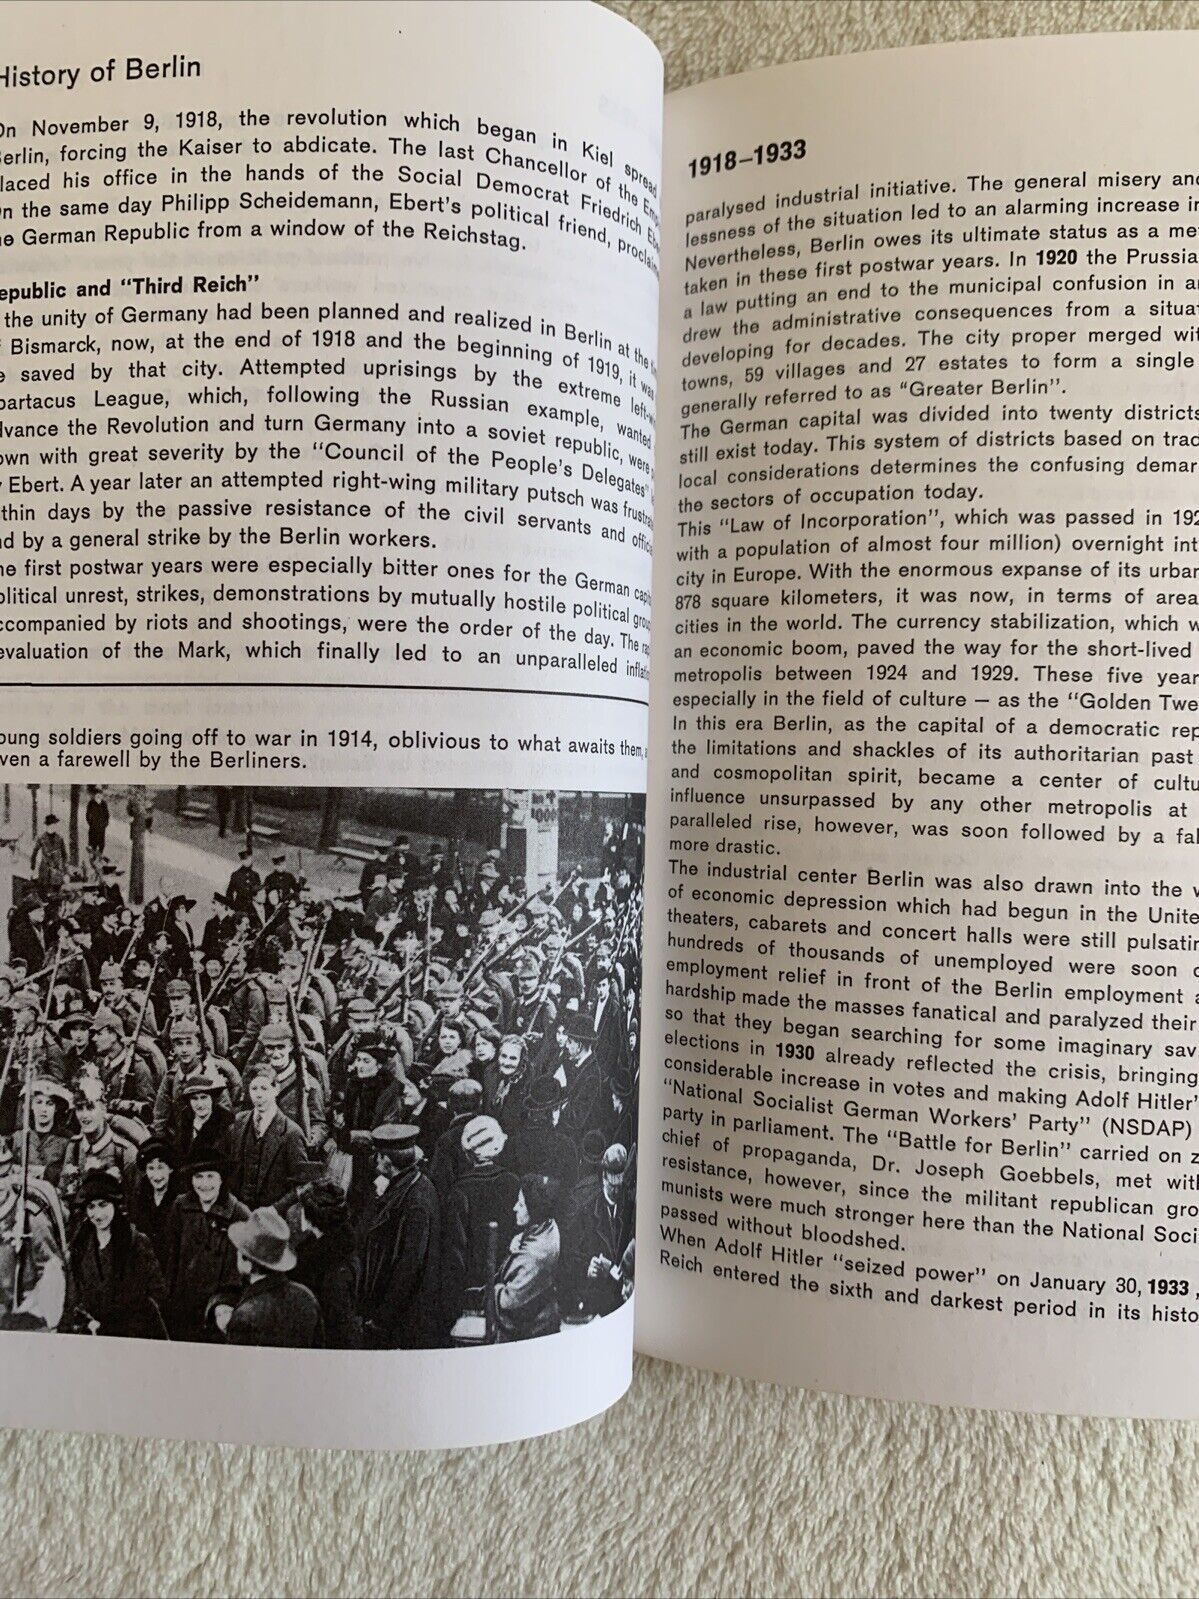 History of Berlin
On November 9, 1918, the revolution which began in Kiel spread
Berlin, forcing the Kaiser to abdicate. The last Chancellor of the
placed his office in the hands of the Social Democrat Friedrich
On the same day Philipp Scheidemann, Ebert's political friend,
the German Republic from a window of the Reichstag.
epublic and "Third Reich"
the unity of Germany had been planned and realized in Berlin at the
Bismarck, now, at the end of 1918 and the beginning of 1919, it was
e saved by that city. Attempted uprisings by the extreme
partacus League, which, following the Russian example, wanted
dvance the Revolution and turn Germany into a soviet republic, were
own with great severity by the "Council of the People's Delegates"
Ebert. A year later an attempted right-wing military putsch was
ithin days by the passive resistance of the civil servants and
nd by a general strike by the Berlin workers.
he first postwar years were especially bitter ones for the German
olitical unrest, strikes, demonstrations by mutually hostile political
ccompanied by riots and shootings, were the order of the day. The
evaluation of the Mark, which finally led to an unparalleled
oung soldiers going off to war in 1914, oblivious to what awaits them,
ven a farewell by the Berliners.
1918–1933
paralysed industrial initiative. The general misery and
lessness of the situation led to an alarming increase in
Nevertheless, Berlin owes its ultimate status as a
taken in these first postwar years. In 1920 the Prussia
a law putting an end to the municipal confusion in
drew the administrative consequences from a
developing for decades. The city proper merged
towns, 59 villages and 27 estates to form a single
generally referred to as "Greater Berlin".
The German capital was divided into twenty districts
still exist today. This system of districts based on
local considerations determines the confusing
the sectors of occupation today.
This "Law of Incorporation", which was passed in
with a population of almost four million) overnight
city in Europe. With the enormous expanse of its
878 square kilometers, it was now, in terms of area
cities in the world. The currency stabilization, which
an economic boom, paved the way for the short-lived
metropolis between 1924 and 1929. These five year
especially in the field of culture – as the "Golden
In this era Berlin, as the capital of a democratic
the limitations and shackles of its authoritarian past
and cosmopolitan spirit, became a center of
influence unsurpassed by any other metropolis at
paralleled rise, however, was soon followed by a
more drastic.
The industrial center Berlin was also drawn into the
of economic depression which had begun in the United
theaters, cabarets and concert halls were still
hundreds of thousands of unemployed were soon
employment relief in front of the Berlin employment
hardship made the masses fanatical and paralyzed their
so that they began searching for some imaginary
elections in 1930 already reflected the crisis, bringing
considerable increase in votes and making Adolf Hitler'
"National Socialist German Workers' Party" (NSDAP)
party in parliament. The "Battle for Berlin" carried on
chief of propaganda, Dr. Joseph Goebbels, met
resistance, however, since the militant republican
munists were much stronger here than the National
passed without bloodshed.
When Adolf Hitler "seized power" on January 30, 1933,
Reich entered the sixth and darkest period in its